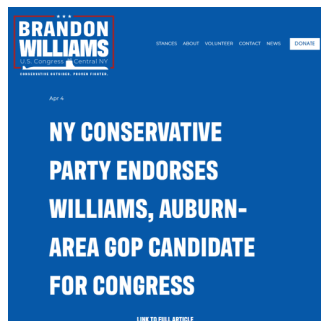 BRANDON
WILLIAMS
U.S. Congress Central NY
CONSERVATIVE OUTSIDER. PROVEN FIGHTER.
STANCES ABOUT VOLUNTEER CONTACT NEWS DONATE
Apr 4
NY CONSERVATIVE
PARTY ENDORSES
WILLIAMS, AUBURN-
AREA GOP CANDIDATE
FOR CONGRESS
LINK TO FULL ARTICLE